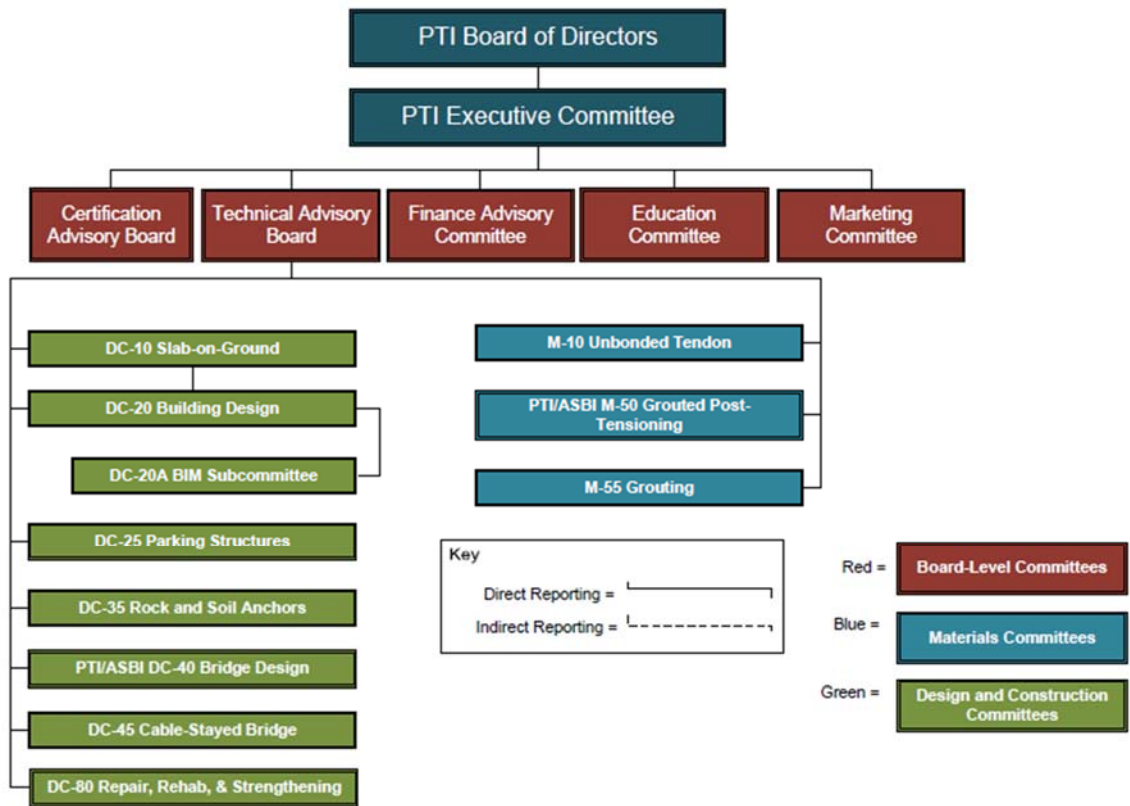 PTI Board of Directors
PTI Executive Committee
Certification
Advisory Board
Technical Advisory
Board
Finance Advisory
Committee
Education
Committee
Marketing
Committee
DC-10 Slab-on-Ground
DC-20 Building Design
DC-20A BIM Subcommittee
DC-25 Parking Structures
DC-35 Rock and Soil Anchors
PTI/ASBI DC-40 Bridge Design
DC-45 Cable-Stayed Bridge
DC-80 Repair, Rehab, & Strengthening
M-10 Unbonded Tendon
PTI/ASBI M-50 Grouted Post-
Tensioning
M-55 Grouting
Key
Direct Reporting =
Indirect Reporting =
Red =
Board-Level Committees
Blue =
Materials Committees
Green =
Design and Construction
Committees